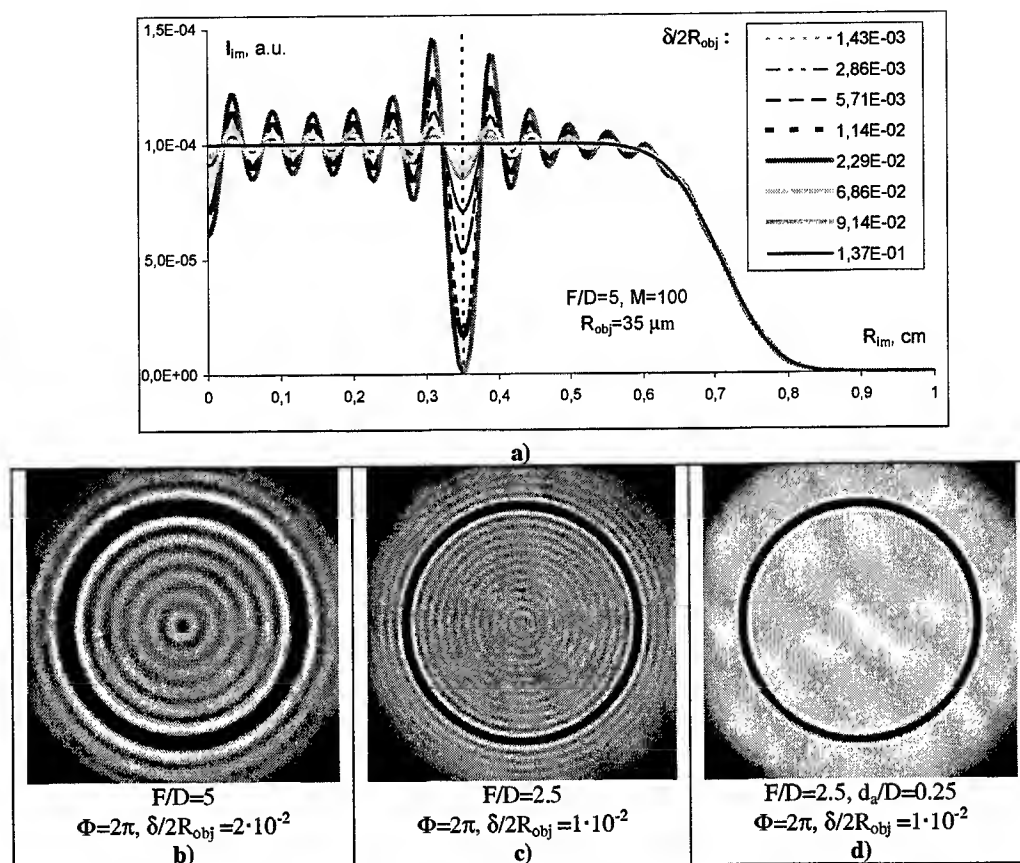 1,5E-04
I_im, a.u.
1,0E-04
5,0E-05
0,0E+00
δ/2R_obj :
1,43E-03
2,86E-03
5,71E-03
1,14E-02
2,29E-02
6,86E-02
9,14E-02
1,37E-01
F/D=5, M=100
R_obj=35 µm
R_im, cm
0 0,1 0,2 0,3 0,4 0,5 0,6 0,7 0,8 0,9 1
a)
F/D=5
Φ=2π, δ/2R_obj=2·10⁻²
b)
F/D=2.5
Φ=2π, δ/2R_obj=1·10⁻²
c)
F/D=2.5, d_a/D=0.25
Φ=2π, δ/2R_obj=1·10⁻²
d)